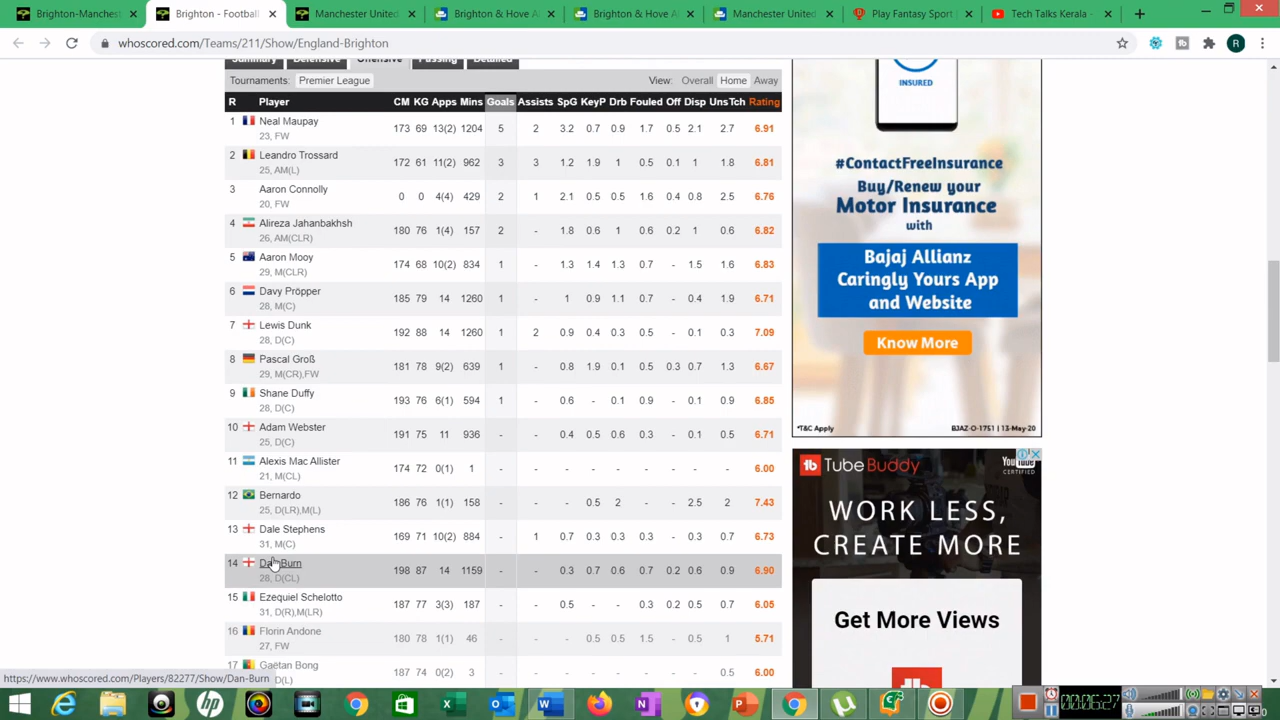 Manchester United
Brighton - Football
Manchester United
Brighton & Hove A
Brighton & Hove Al
Manchester United
Play Fantasy Sport
Tech Talks Kerala -
whoscored.com/Teams/211/Show/England-Brighton
R
Summary Defensive Offensive Passing Detailed
Tournaments: Premier League View: Overall Home Away
R Player CM KG Apps Mins Goals Assists SpG KeyP Drb Fouled Off Disp UnsTch Rating
1 Neal Maupay 173 69 13(2) 1204 5 2 3.2 0.7 0.9 1.7 0.5 2.1 2.7 6.91
23, FW
2 Leandro Trossard 172 61 11(2) 962 3 3 1.2 1.9 1 0.5 0.1 1 1.8 6.81
25, AM(L)
3 Aaron Connolly 0 0 4(4) 429 2 1 2.1 0.5 0.5 1.6 0.4 0.8 2 6.76
20, FW
4 Alireza Jahanbakhsh 180 76 1(4) 157 2 - 1.8 0.6 1 0.6 0.2 1 0.6 6.82
26, AM(CLR)
5 Aaron Mooy 174 68 10(2) 834 1 - 1.3 1.4 1.3 0.7 - 1 1.6 6.83
29, M(CLR)
6 Davy Pröpper 185 79 14 1260 1 - 1 0.9 1.1 0.7 - 0.4 1.9 6.71
28, M(C)
7 Lewis Dunk 192 88 14 1260 1 2 0.9 0.4 0.3 0.5 - 0.1 0.3 7.09
28, D(C)
8 Pascal Groß 181 78 9(2) 639 1 - 0.8 1.9 0.1 0.5 0.3 0.7 1.3 6.67
29, M(CR),FW
9 Shane Duffy 193 76 6(1) 594 1 - 0.6 - 0.1 0.9 - 0.1 0.9 6.85
28, D(C)
10 Adam Webster 191 75 11 936 - - 0.4 0.5 0.6 0.3 - 0.1 0.5 6.71
25, D(C)
11 Alexis Mac Allister 174 72 0(1) 1 - - - - - - - - - 6.00
21, M(CL)
12 Bernardo 186 76 1(1) 158 - - - 0.5 2 - - 2.5 2 7.43
25, D(LR),M(L)
13 Dale Stephens 169 71 10(2) 884 - 1 0.7 0.3 0.3 0.3 - 0.3 0.7 6.73
31, M(C)
14 Dan Burn 198 87 14 1159 - - 0.3 0.7 0.6 0.7 0.2 0.6 0.9 6.90
28, D(CL)
15 Ezequiel Schelotto 187 77 3(3) 187 - - 0.5 - - 0.3 0.2 0.5 0.7 6.05
31, D(R),M(LR)
16 Florin Andone 180 78 1(1) 46 - - - 0.5 0.5 1.5 - 0.5 1 5.71
27, FW
17 Gaëtan Bong 187 74 0(2) 3 - - - - - - - - 0.5 6.00
D(L)
https://www.whoscored.com/Players/82277/Show/Dan-Burn
INSURED
#ContactFreeInsurance
Buy/Renew your
Motor Insurance
with
Bajaj Allianz
Caringly Yours App
and Website
Know More
*T&C Apply BJAZ-O-1751 | 13-May-20
TubeBuddy YouTube
CERTIFIED
WORK LESS,
CREATE MORE
Get More Views
00:06:27